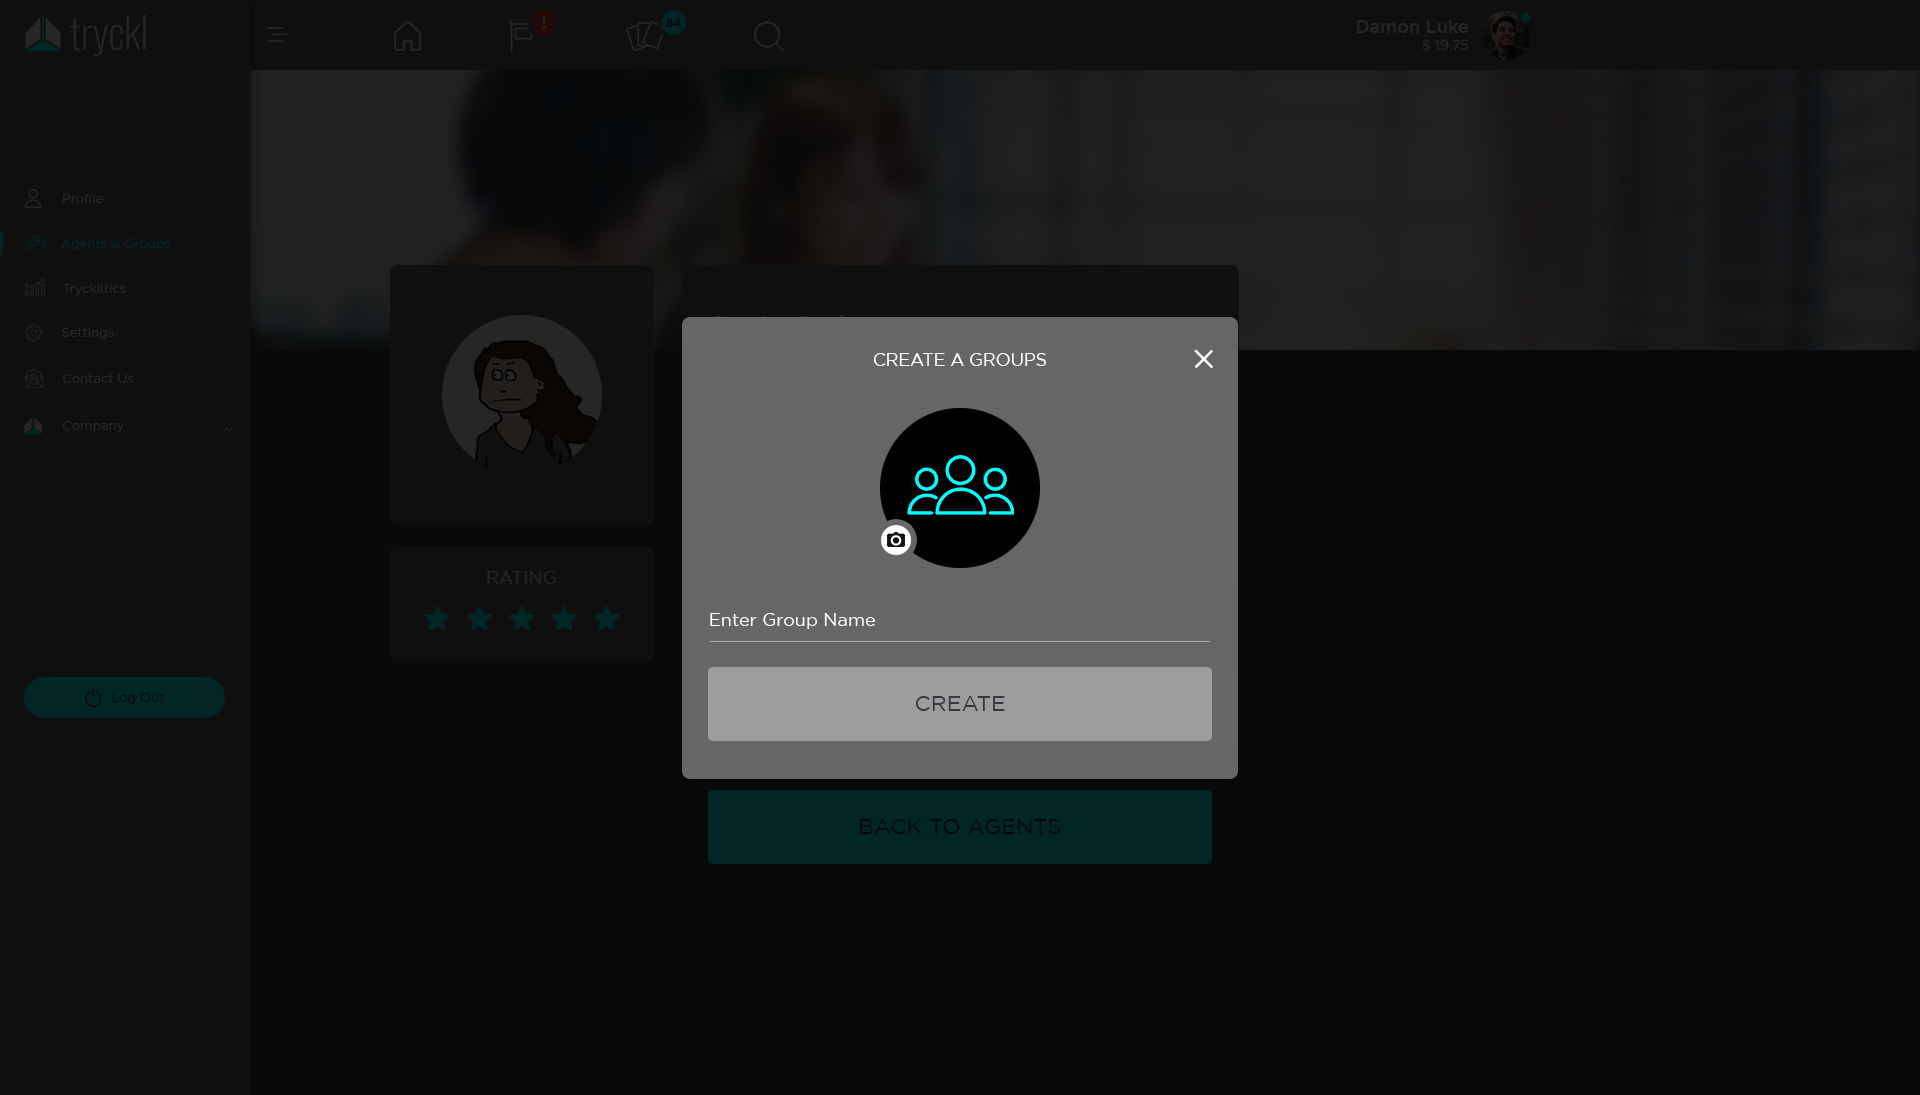 tryckl
!
84
Damon Luke
$ 19.75
Profile
Agents & Groups
Trycklitics
Settings
Contact Us
Company
Log Out
RATING
CREATE A GROUPS
Enter Group Name
CREATE
BACK TO AGENTS